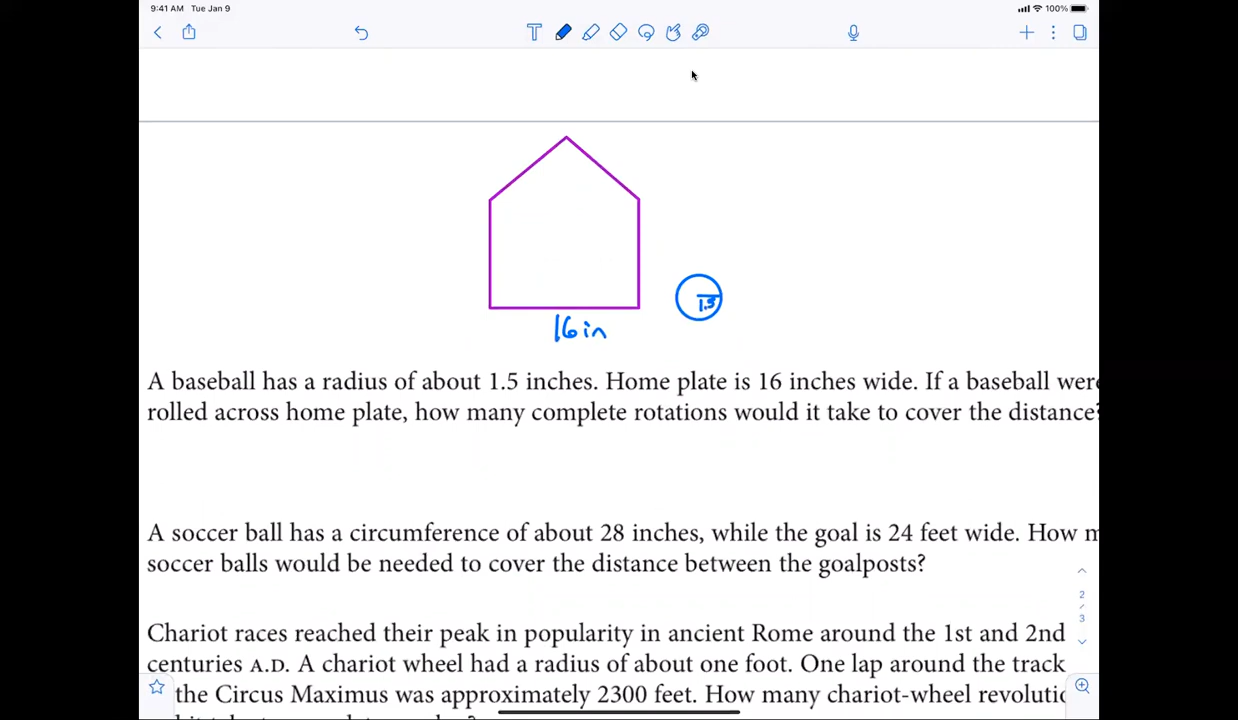 9:41 AM Tue Jan 9
100%
1.5
16in
A baseball has a radius of about 1.5 inches. Home plate is 16 inches wide. If a baseball were
rolled across home plate, how many complete rotations would it take to cover the distance?
A soccer ball has a circumference of about 28 inches, while the goal is 24 feet wide. How
soccer balls would be needed to cover the distance between the goalposts?
2
/
3
Chariot races reached their peak in popularity in ancient Rome around the 1st and 2nd
centuries A.D. A chariot wheel had a radius of about one foot. One lap around the track
the Circus Maximus was approximately 2300 feet. How many chariot-wheel